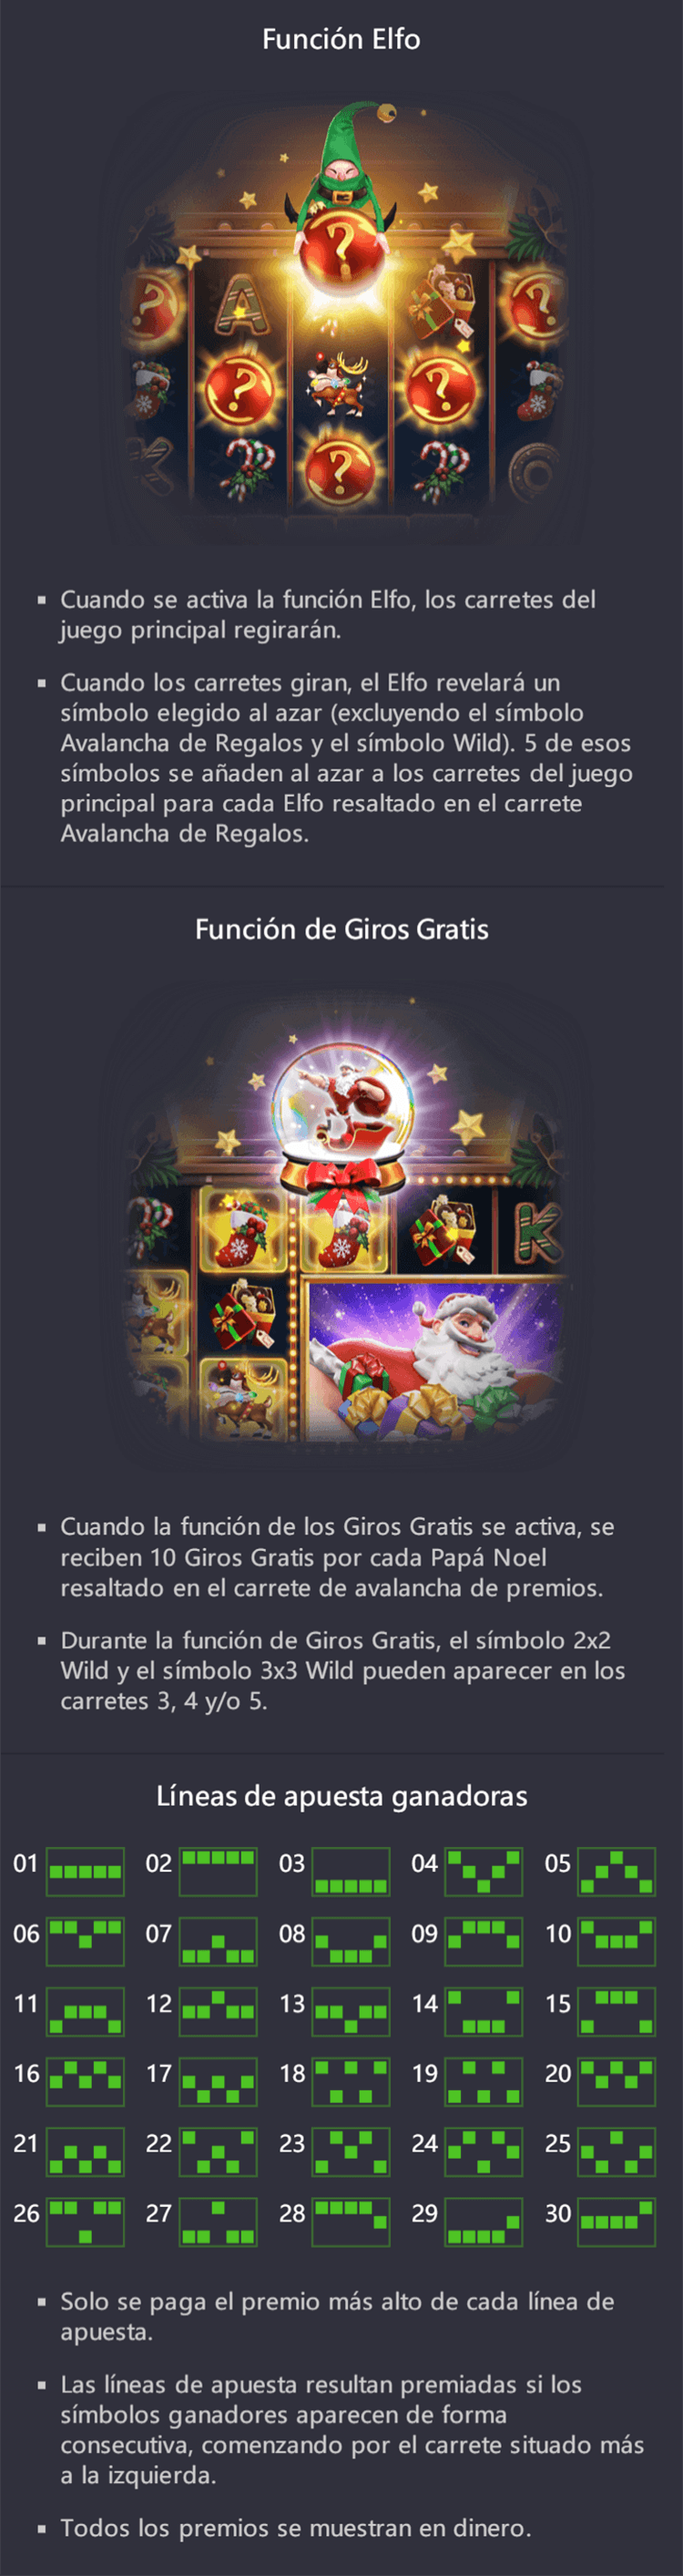 Función Elfo
▪ Cuando se activa la función Elfo, los carretes del
juego principal regirarán.
▪ Cuando los carretes giran, el Elfo revelará un
símbolo elegido al azar (excluyendo el símbolo
Avalancha de Regalos y el símbolo Wild). 5 de esos
símbolos se añaden al azar a los carretes del juego
principal para cada Elfo resaltado en el carrete
Avalancha de Regalos.
Función de Giros Gratis
▪ Cuando la función de los Giros Gratis se activa, se
reciben 10 Giros Gratis por cada Papá Noel
resaltado en el carrete de avalancha de premios.
▪ Durante la función de Giros Gratis, el símbolo 2x2
Wild y el símbolo 3x3 Wild pueden aparecer en los
carretes 3, 4 y/o 5.
Líneas de apuesta ganadoras
01 02 03 04 05
06 07 08 09 10
11 12 13 14 15
16 17 18 19 20
21 22 23 24 25
26 27 28 29 30
▪ Solo se paga el premio más alto de cada línea de
apuesta.
▪ Las líneas de apuesta resultan premiadas si los
símbolos ganadores aparecen de forma
consecutiva, comenzando por el carrete situado más
a la izquierda.
▪ Todos los premios se muestran en dinero.